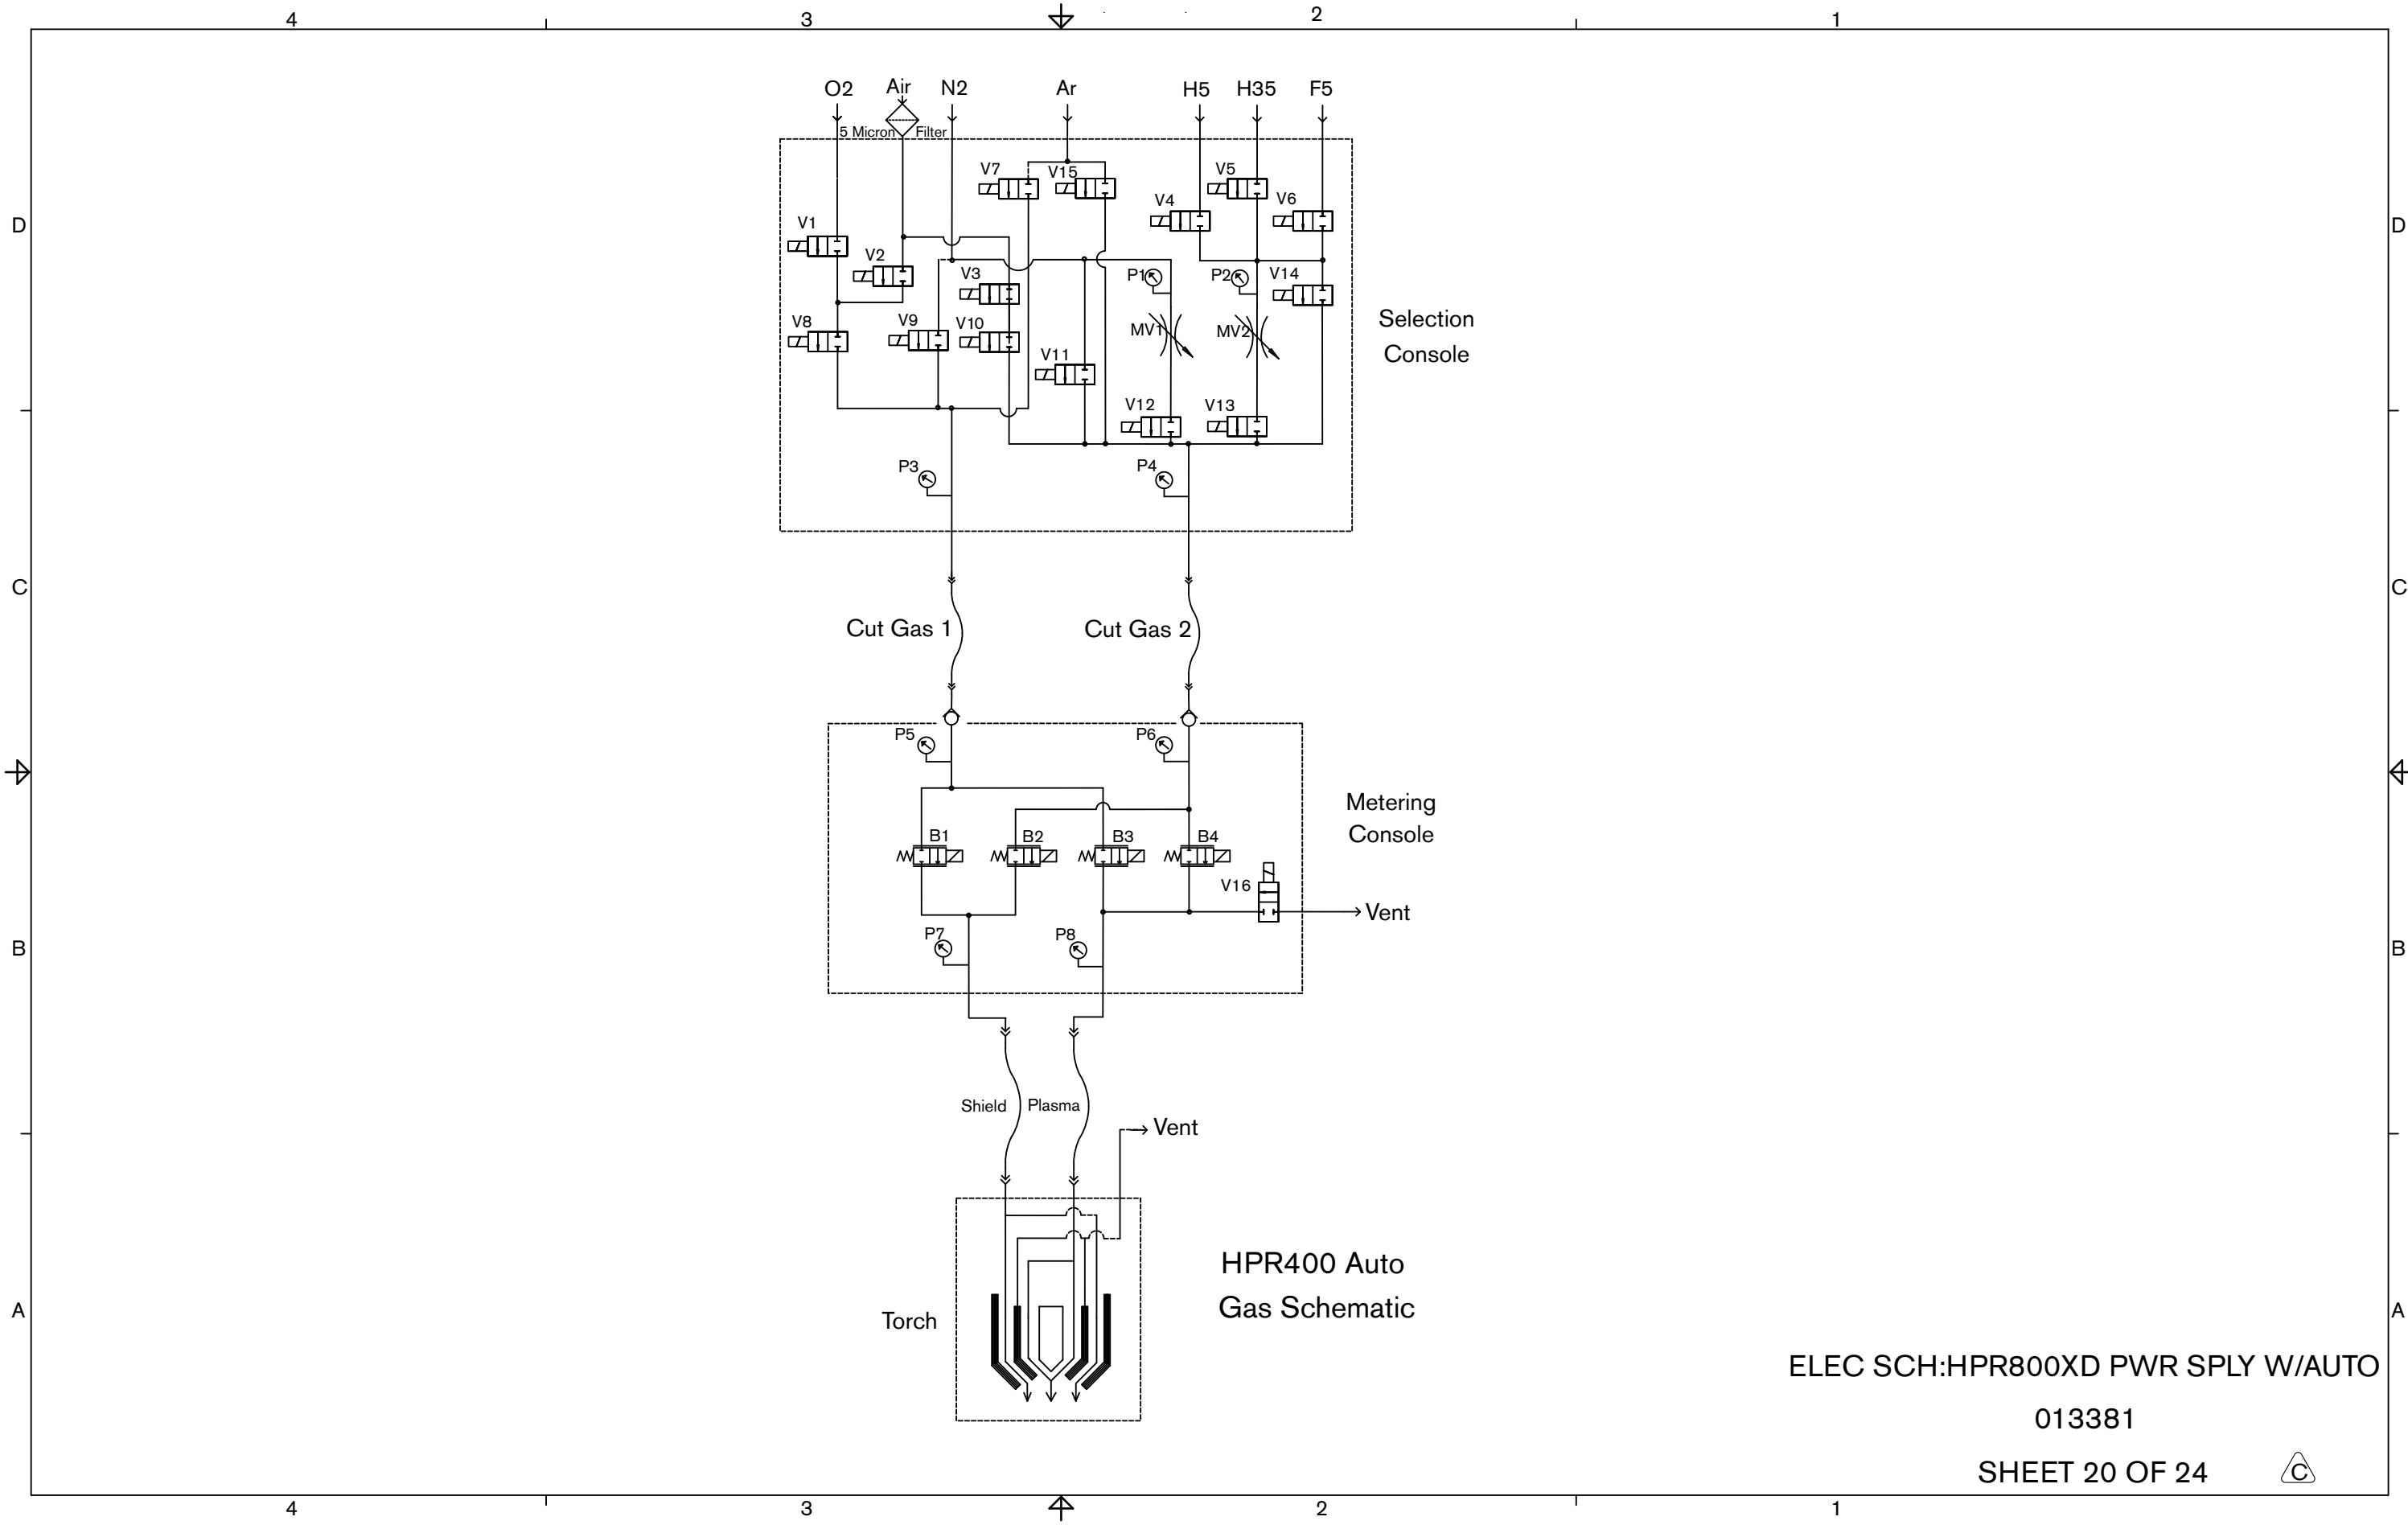 4 3 2 1
O2 Air N2 Ar H5 H35 F5
5 Micron Filter
V7 V15 V5
V4 V6
D V1 D
V2
V3 P1 P2 V14
V8 V9 V10 MV1 MV2
Selection
Console
V11
V12 V13
P3 P4
C C
Cut Gas 1 Cut Gas 2
P5 P6
Metering
Console
B1 B2 B3 B4
V16
Vent
P7 P8
B B
Shield Plasma
Vent
HPR400 Auto
Gas Schematic
A A
Torch
ELEC SCH:HPR800XD PWR SPLY W/AUTO
013381
SHEET 20 OF 24 C
4 3 2 1